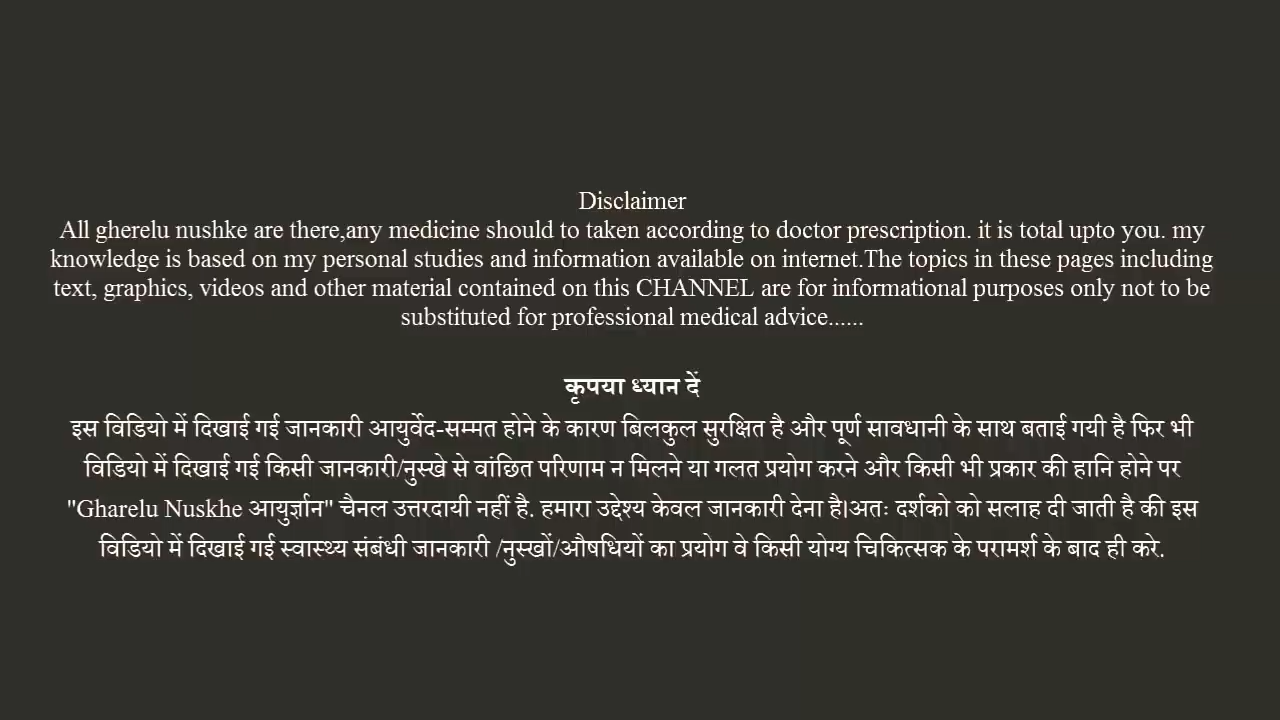 Disclaimer
All gherelu nushke are there,any medicine should to taken according to doctor prescription. it is total upto you. my
knowledge is based on my personal studies and information available on internet.The topics in these pages including
text, graphics, videos and other material contained on this CHANNEL are for informational purposes only not to be
substituted for professional medical advice......
कृपया ध्यान दें
इस विडियो में दिखाई गई जानकारी आयुर्वेद-सम्मत होने के कारण बिलकुल सुरक्षित है और पूर्ण सावधानी के साथ बताई गयी है फिर भी
विडियो में दिखाई गई किसी जानकारी/नुस्खे से वांछित परिणाम न मिलने या गलत प्रयोग करने और किसी भी प्रकार की हानि होने पर
"Gharelu Nuskhe आयुर्ज्ञान" चैनल उत्तरदायी नहीं है. हमारा उद्देश्य केवल जानकारी देना है।अतः दर्शको को सलाह दी जाती है की इस
विडियो में दिखाई गई स्वास्थ्य संबंधी जानकारी /नुस्खों/औषधियों का प्रयोग वे किसी योग्य चिकित्सक के परामर्श के बाद ही करे.